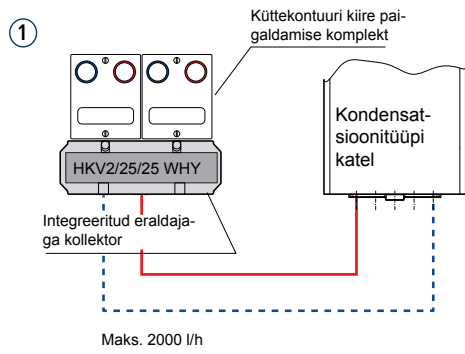 1
Küttekontuuri kiire pai-
galdamise komplekt
Kondensat-
sioonitüüpi
katel
HKV2/25/25 WHY
Integreeritud eraldaja-
ga kollektor
Maks. 2000 l/h